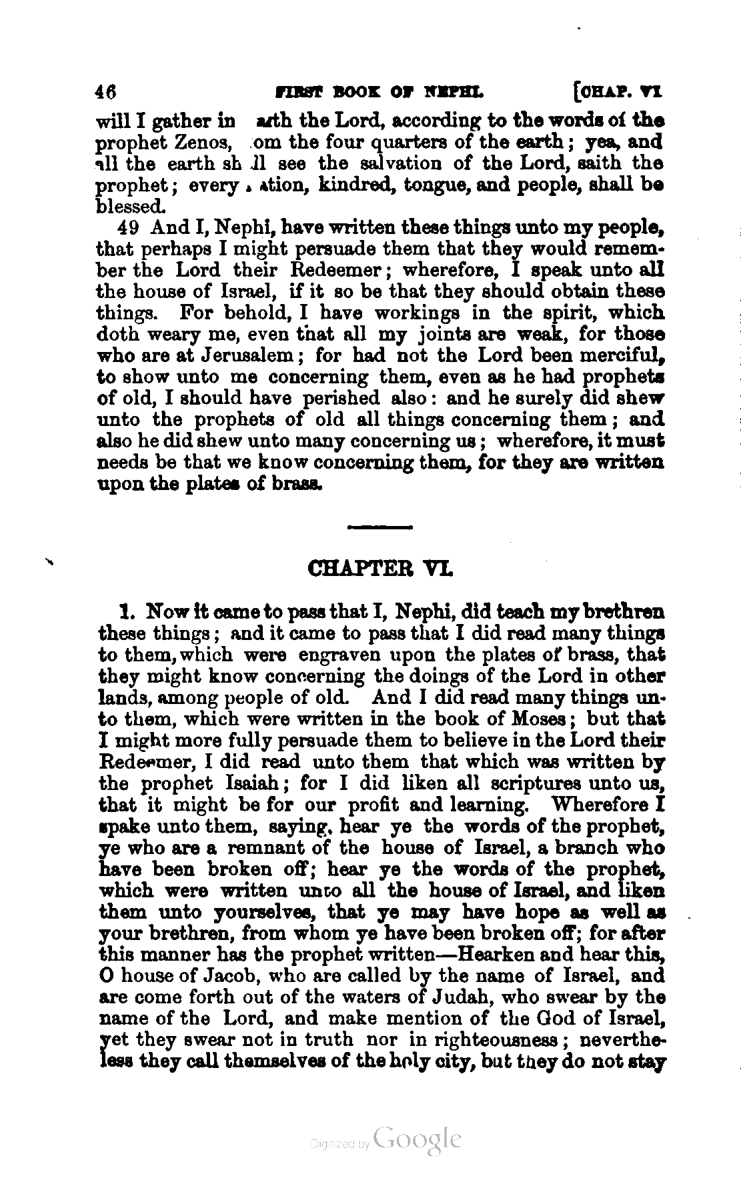 46 FIRST BOOK OF NEPHI. [CHAP. VI
will I gather in arth the Lord, according to the words of the
prophet Zenos, om the four quarters of the earth; yea, and
all the earth sh ll see the salvation of the Lord, saith the
prophet; every ation, kindred, tongue, and people, shall be
blessed.
49 And I, Nephi, have written these things unto my people,
that perhaps I might persuade them that they would remem-
ber the Lord their Redeemer; wherefore, I speak unto all
the house of Israel, if it so be that they should obtain these
things. For behold, I have workings in the spirit, which
doth weary me, even that all my joints are weak, for those
who are at Jerusalem; for had not the Lord been merciful,
to show unto me concerning them, even as he had prophets
of old, I should have perished also: and he surely did shew
unto the prophets of old all things concerning them; and
also he did shew unto many concerning us; wherefore, it must
needs be that we know concerning them, for they are written
upon the plates of brass.
CHAPTER VI.
1. Now it came to pass that I, Nephi, did teach my brethren
these things; and it came to pass that I did read many things
to them, which were engraven upon the plates of brass, that
they might know concerning the doings of the Lord in other
lands, among people of old. And I did read many things un-
to them, which were written in the book of Moses; but that
I might more fully persuade them to believe in the Lord their
Redeemer, I did read unto them that which was written by
the prophet Isaiah; for I did liken all scriptures unto us,
that it might be for our profit and learning. Wherefore I
spake unto them, saying, hear ye the words of the prophet,
ye who are a remnant of the house of Israel, a branch who
have been broken off; hear ye the words of the prophet,
which were written unto all the house of Israel, and liken
them unto yourselves, that ye may have hope as well as
your brethren, from whom ye have been broken off; for after
this manner has the prophet written—Hearken and hear this,
O house of Jacob, who are called by the name of Israel, and
are come forth out of the waters of Judah, who swear by the
name of the Lord, and make mention of the God of Israel,
yet they swear not in truth nor in righteousness; neverthe-
less they call themselves of the holy city, but they do not stay
Digitized by Google